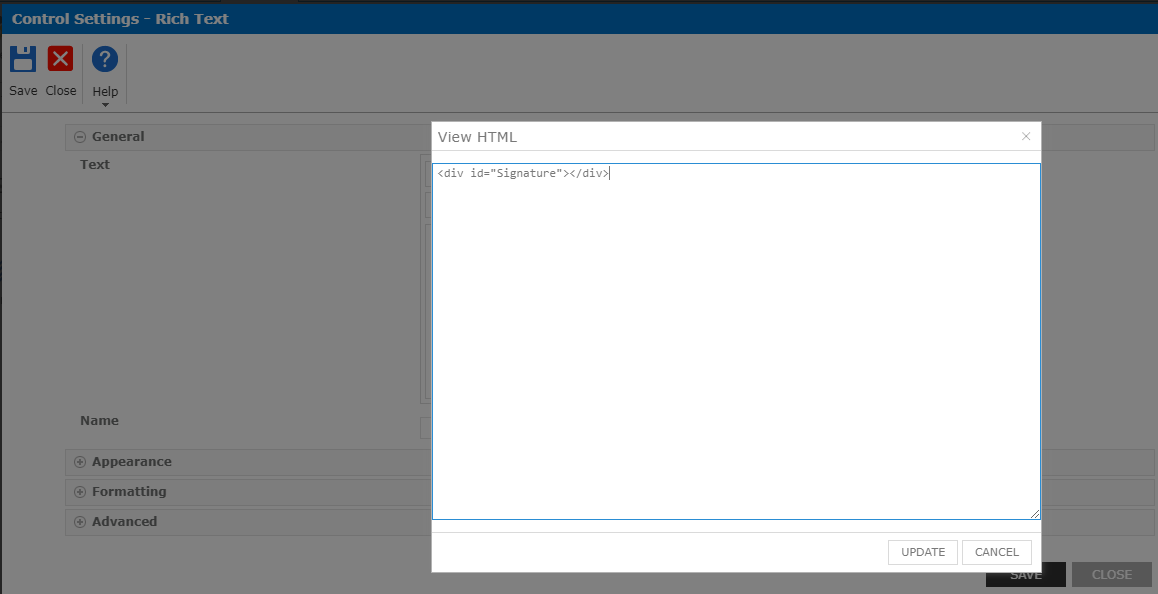 Control Settings - Rich Text
Save Close Help
General
Text
View HTML
<div id="Signature"></div>
Name
Appearance
Formatting
Advanced
UPDATE CANCEL
SAVE CLOSE